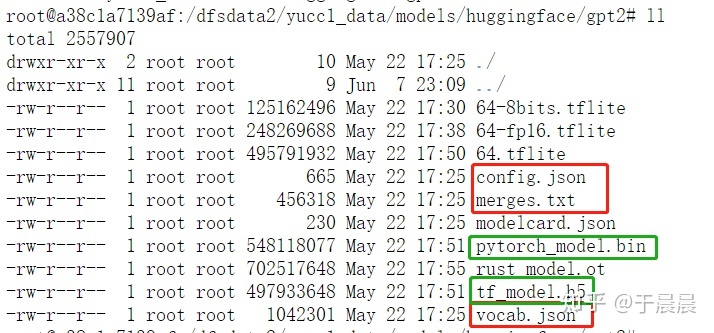 root@a38c1a7139af:/dfsdata2/yuccl_data/models/huggingface/gpt2# ll
total 2557907
drwxr-xr-x 2 root root 10 May 22 17:25 ./
drwxr-xr-x 11 root root 9 Jun 7 23:09 ../
-rw-r--r-- 1 root root 125162496 May 22 17:30 64-8bits.tflite
-rw-r--r-- 1 root root 248269688 May 22 17:38 64-fp16.tflite
-rw-r--r-- 1 root root 495791932 May 22 17:50 64.tflite
-rw-r--r-- 1 root root 665 May 22 17:25 config.json
-rw-r--r-- 1 root root 456318 May 22 17:25 merges.txt
-rw-r--r-- 1 root root 230 May 22 17:25 modelcard.json
-rw-r--r-- 1 root root 548118077 May 22 17:51 pytorch_model.bin
-rw-r--r-- 1 root root 702517648 May 22 17:55 rust_model.ot
-rw-r--r-- 1 root root 497933648 May 22 17:51 tf_model.h5
-rw-r--r-- 1 root root 1042301 May 22 17:25 vocab.json
知乎 @于晨晨